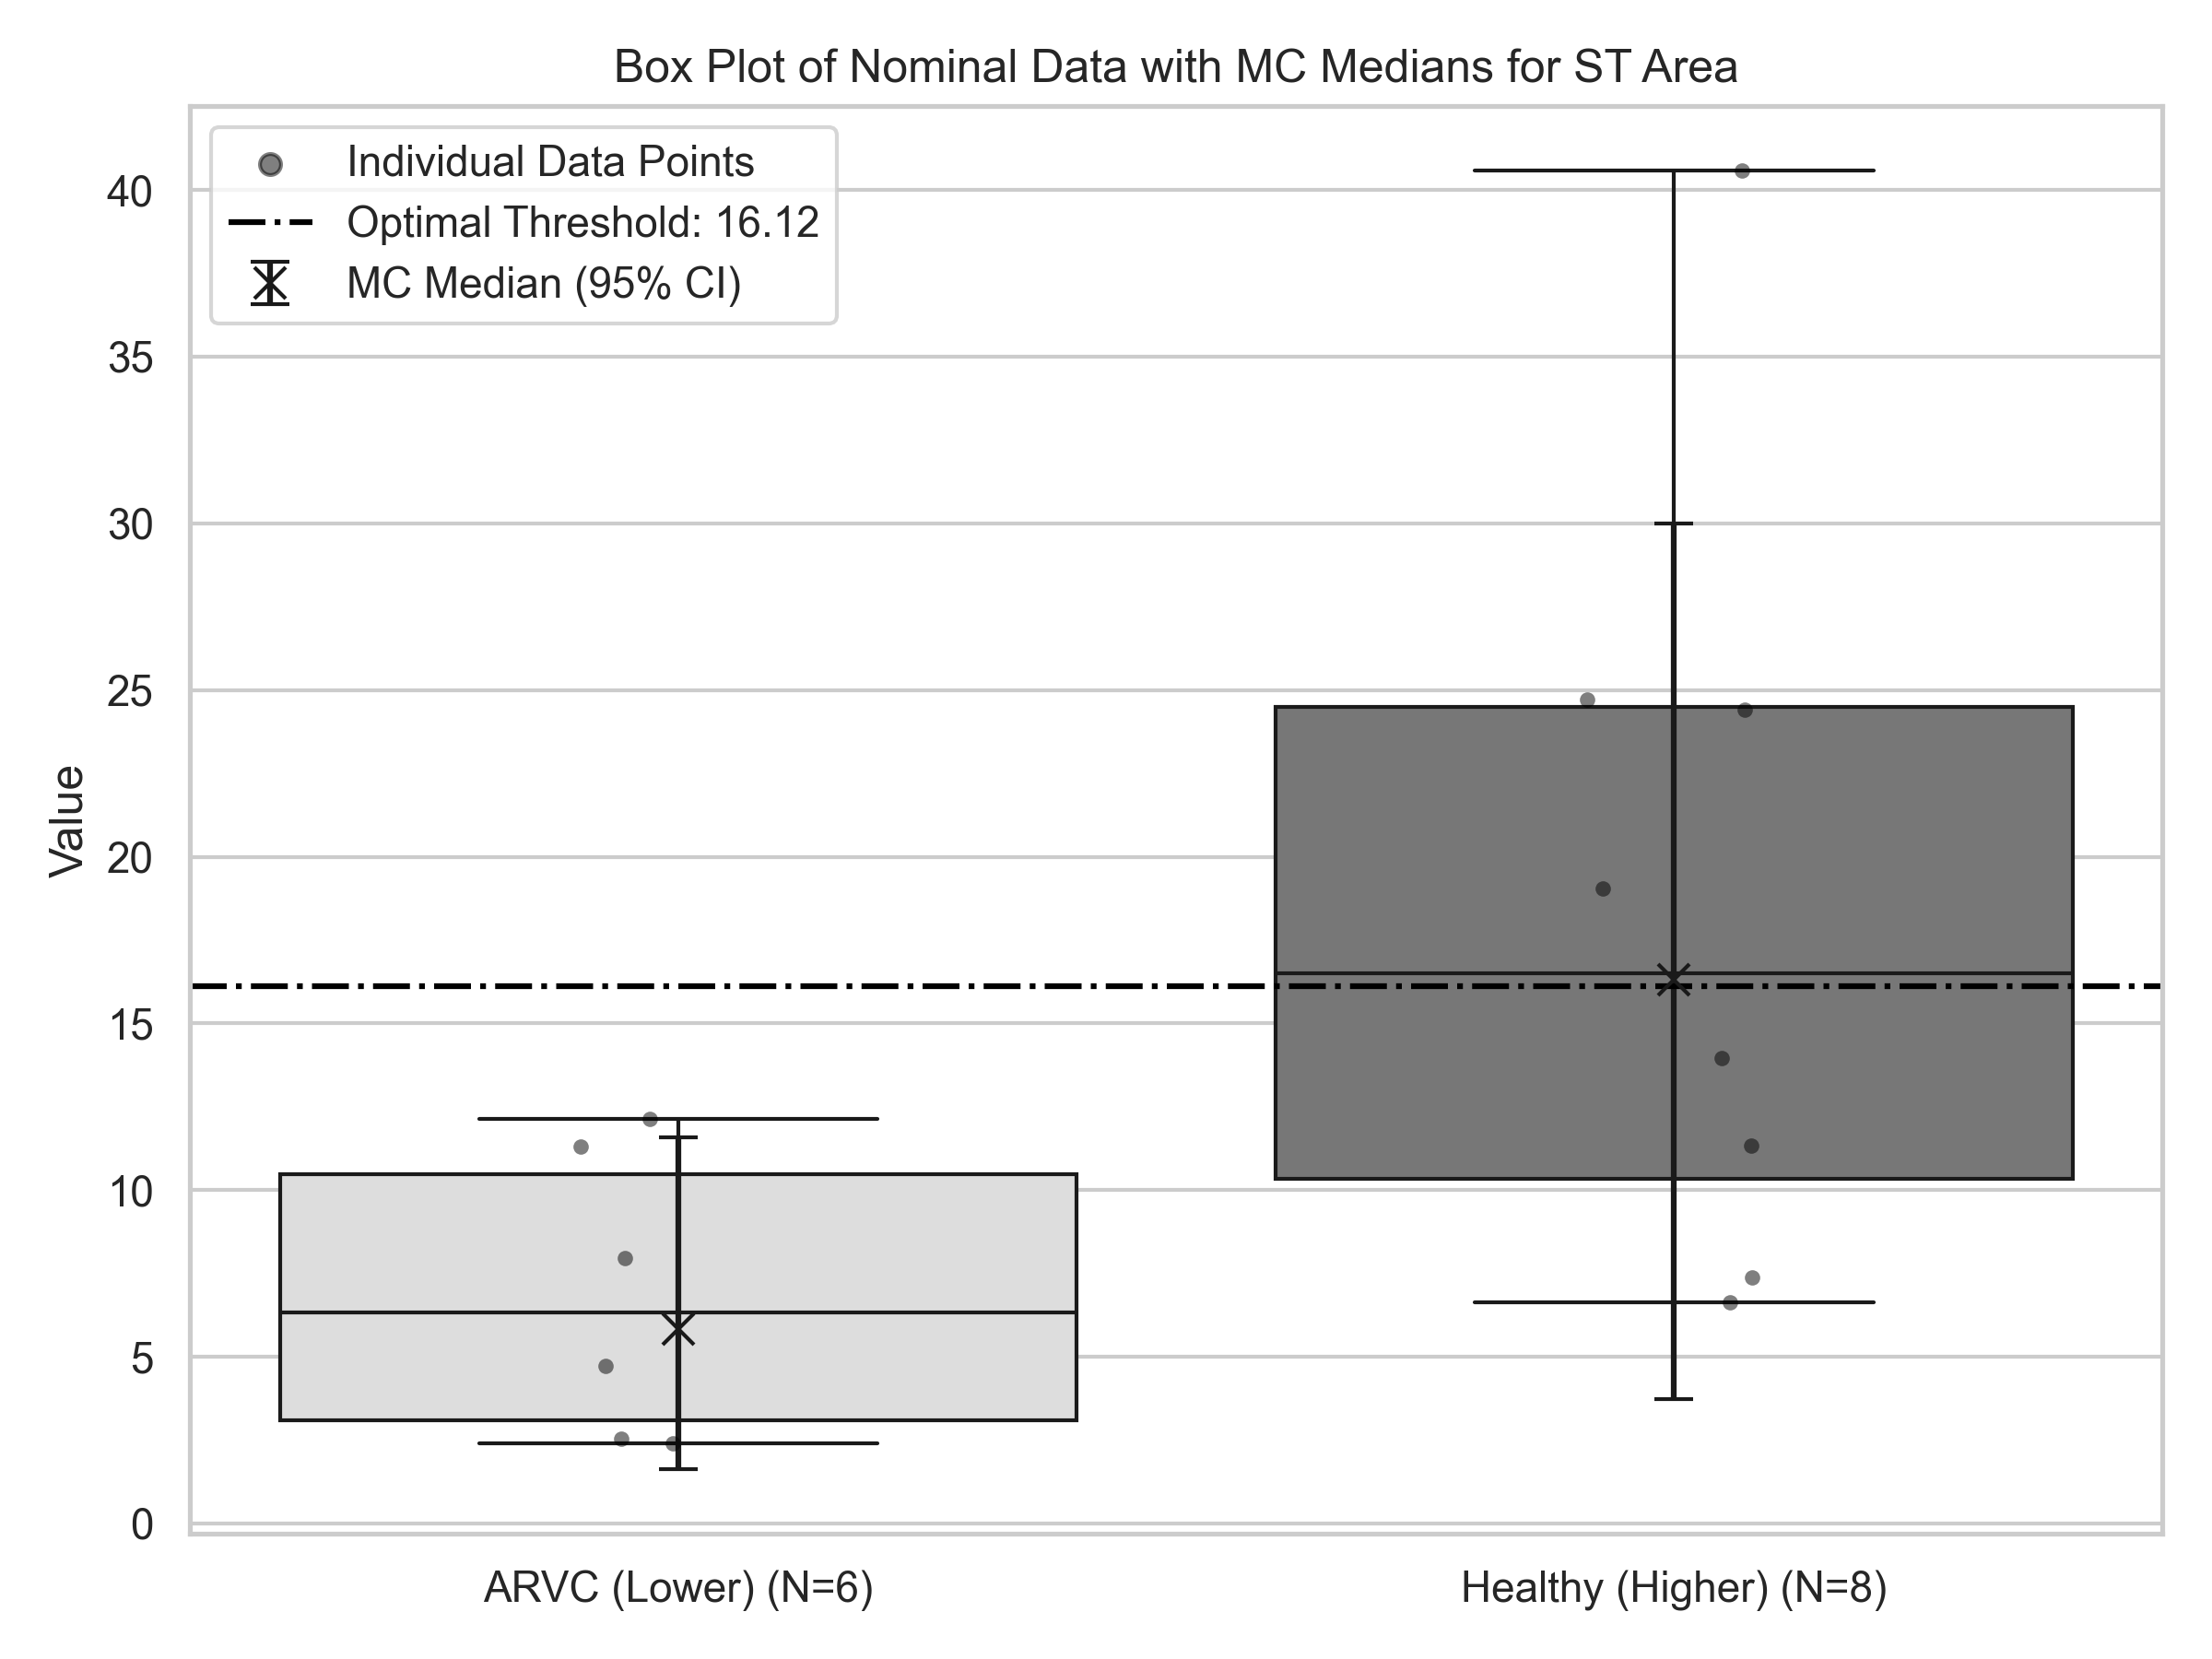 Box Plot of Nominal Data with MC Medians for ST Area
Individual Data Points
Optimal Threshold: 16.12
MC Median (95% CI)
Value
40
35
30
25
20
15
10
5
0
ARVC (Lower) (N=6)
Healthy (Higher) (N=8)